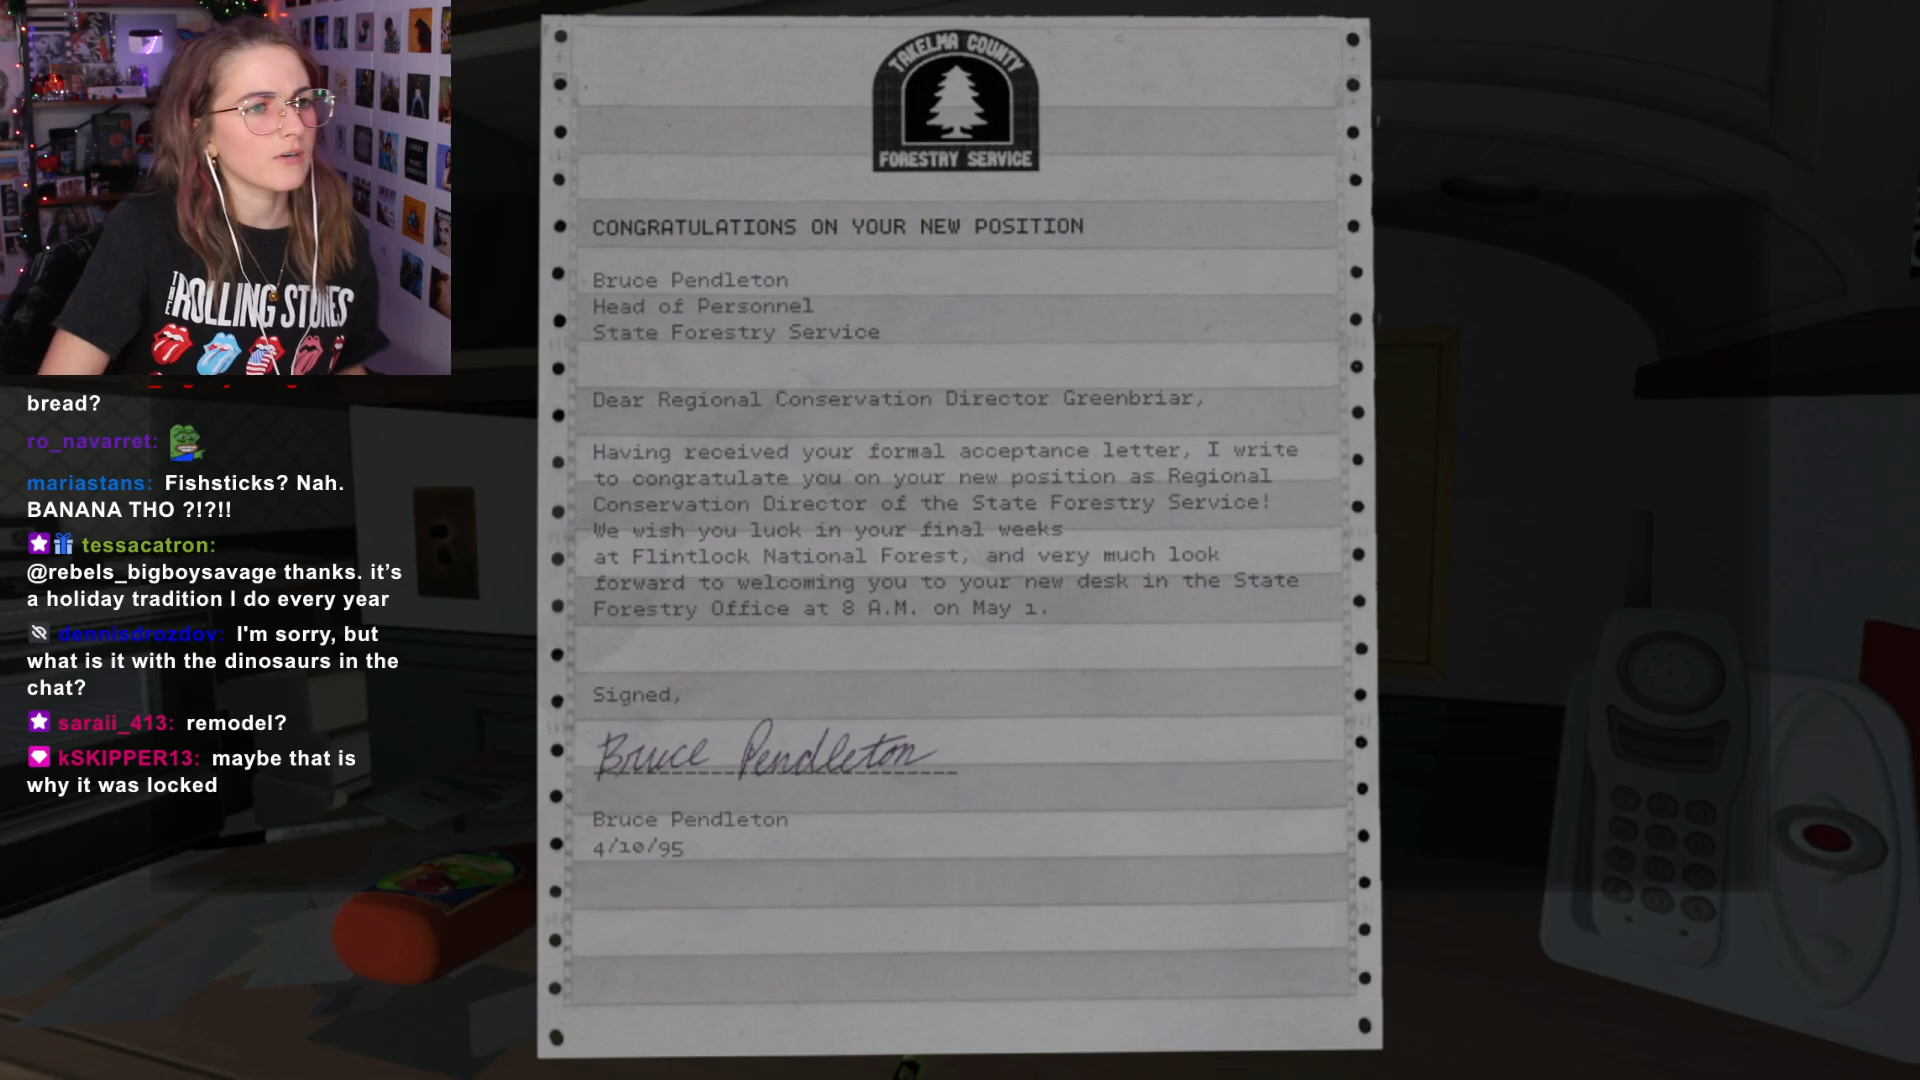 THE
ROLLING STONES
bread?
ro_navarret:
mariastans: Fishsticks? Nah.
BANANA THO ?!?!!
tessacatron:
@rebels_bigboysavage thanks. it's
a holiday tradition I do every year
dennisdrozdov: I'm sorry, but
what is it with the dinosaurs in the
chat?
saraii_413: remodel?
kSKIPPER13: maybe that is
why it was locked
TAKELMA COUNTY
FORESTRY SERVICE
CONGRATULATIONS ON YOUR NEW POSITION
Bruce Pendleton
Head of Personnel
State Forestry Service
Dear Regional Conservation Director Greenbriar,
Having received your formal acceptance letter, I write
to congratulate you on your new position as Regional
Conservation Director of the State Forestry Service!
We wish you luck in your final weeks
at Flintlock National Forest, and very much look
forward to welcoming you to your new desk in the State
Forestry Office at 8 A.M. on May 1.
Signed,
Bruce Pendleton
Bruce Pendleton
4/10/95